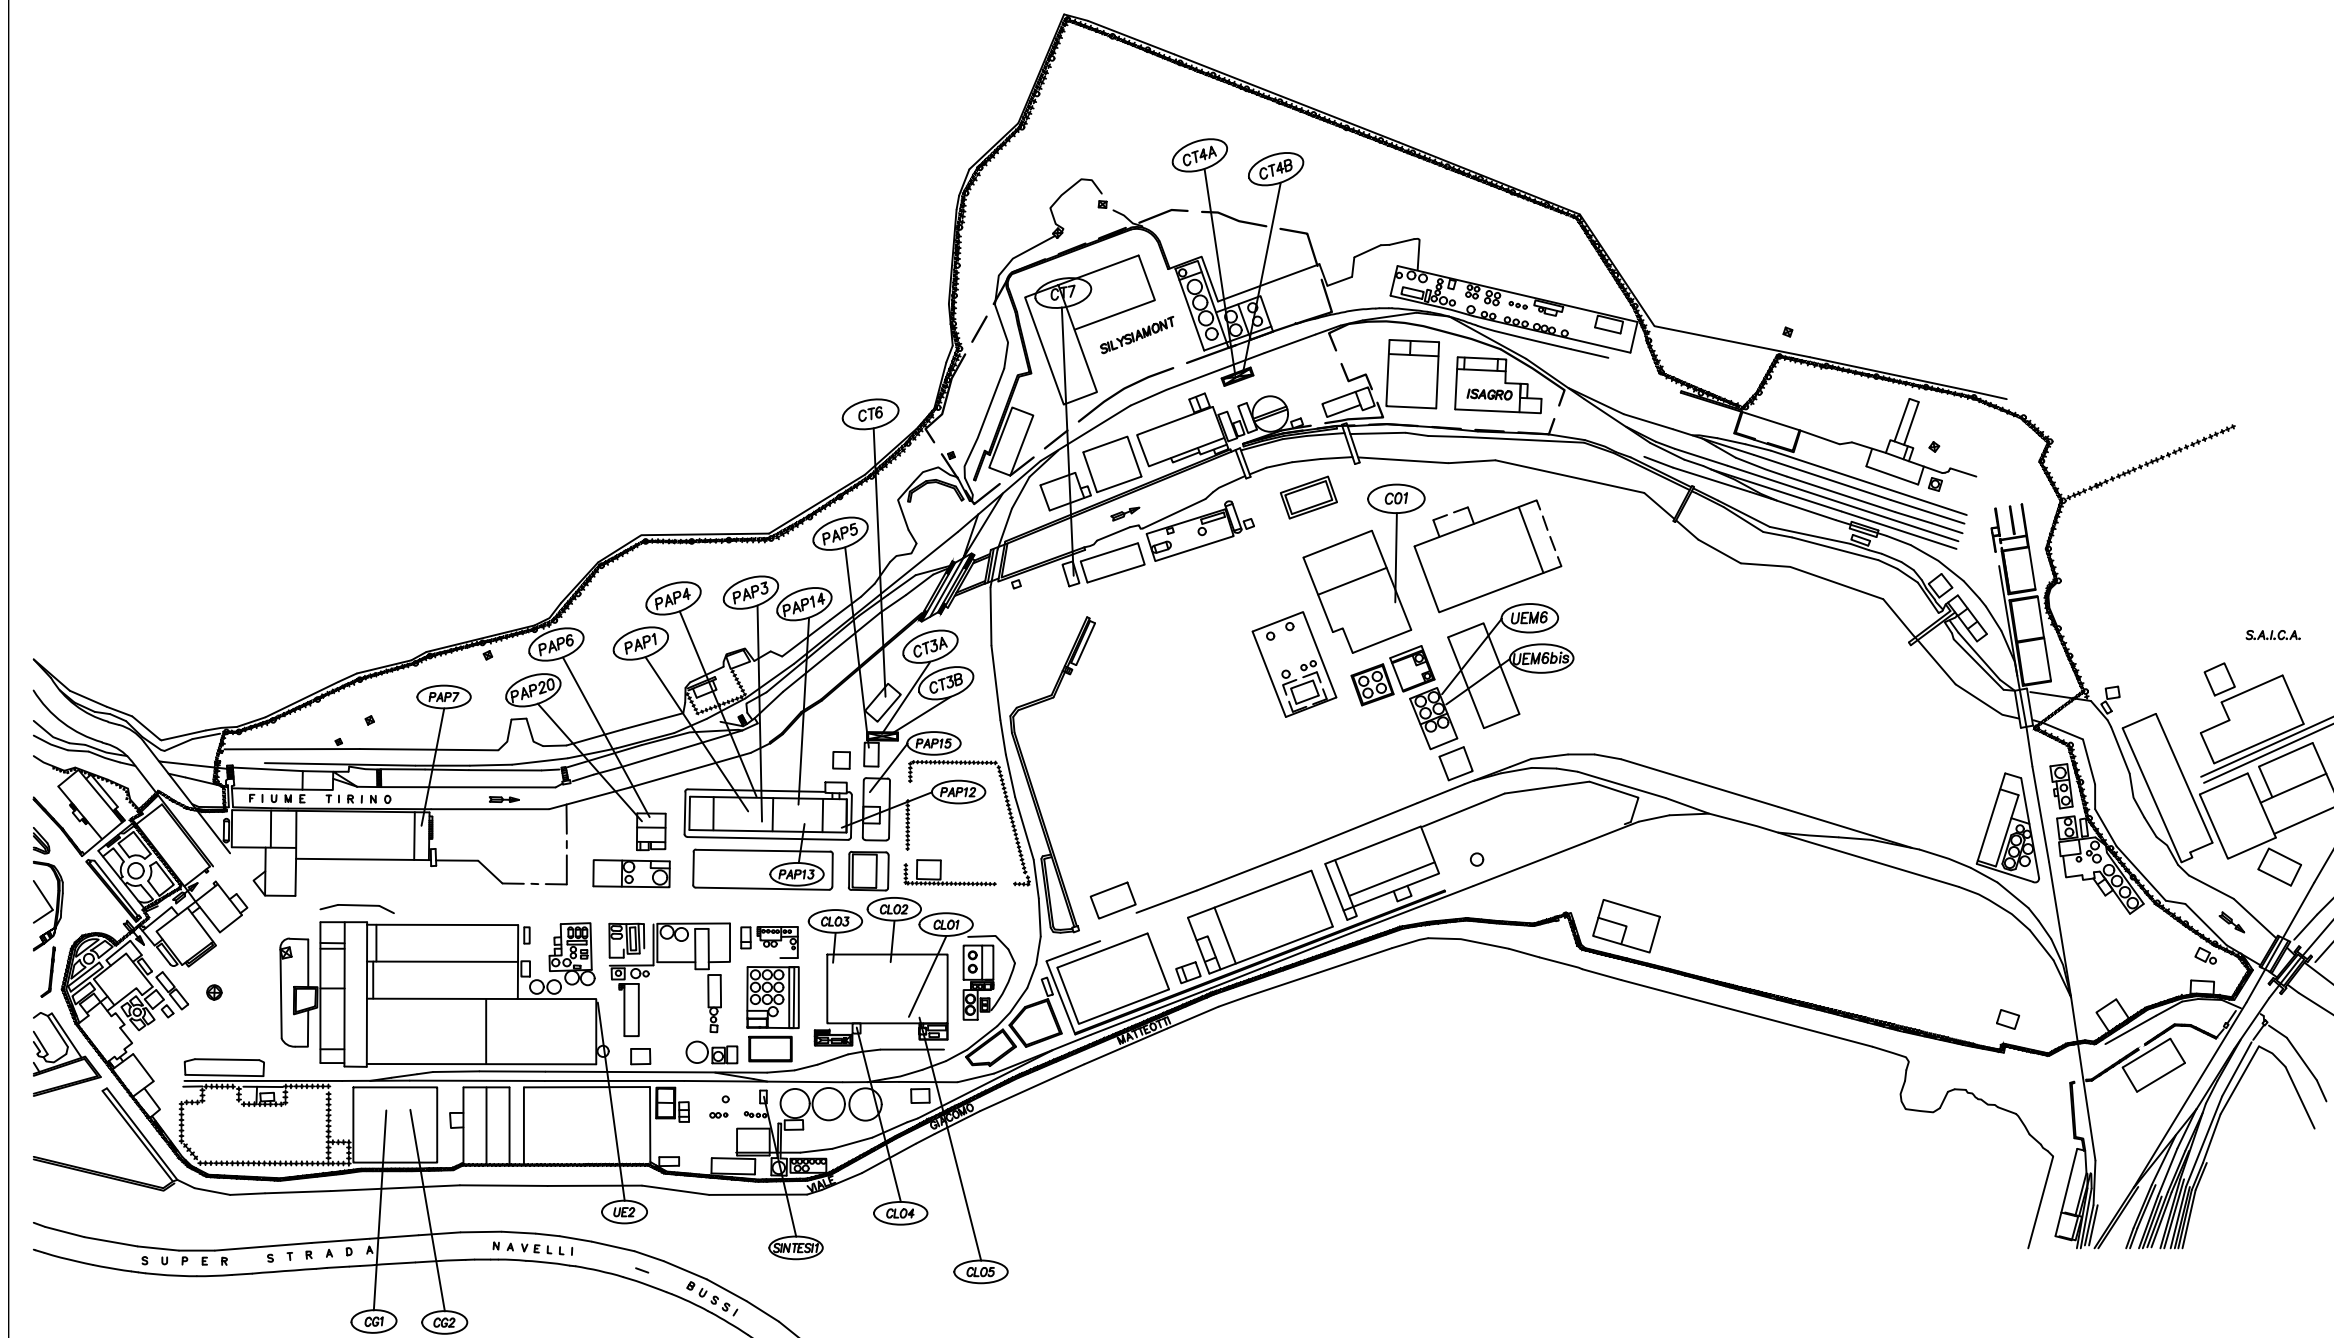 CT4A
CT4B
CT7
SILYSIAMONT
ISAGRO
CT6
CO1
PAP5
PAP14
PAP3
PAP4
PAP1
PAP6
PAP20
PAP7
CT3A
CT3B
UEM6
UEM6bis
S.A.I.C.A.
PAP15
PAP12
PAP13
FIUME TIRINO
CLO3
CLO2
CLO1
VIALE GIACOMO MATTEOTTI
UE2
CLO4
SINTESI1
CLO5
SUPER STRADA NAVELLI – BUSSI
CG1
CG2